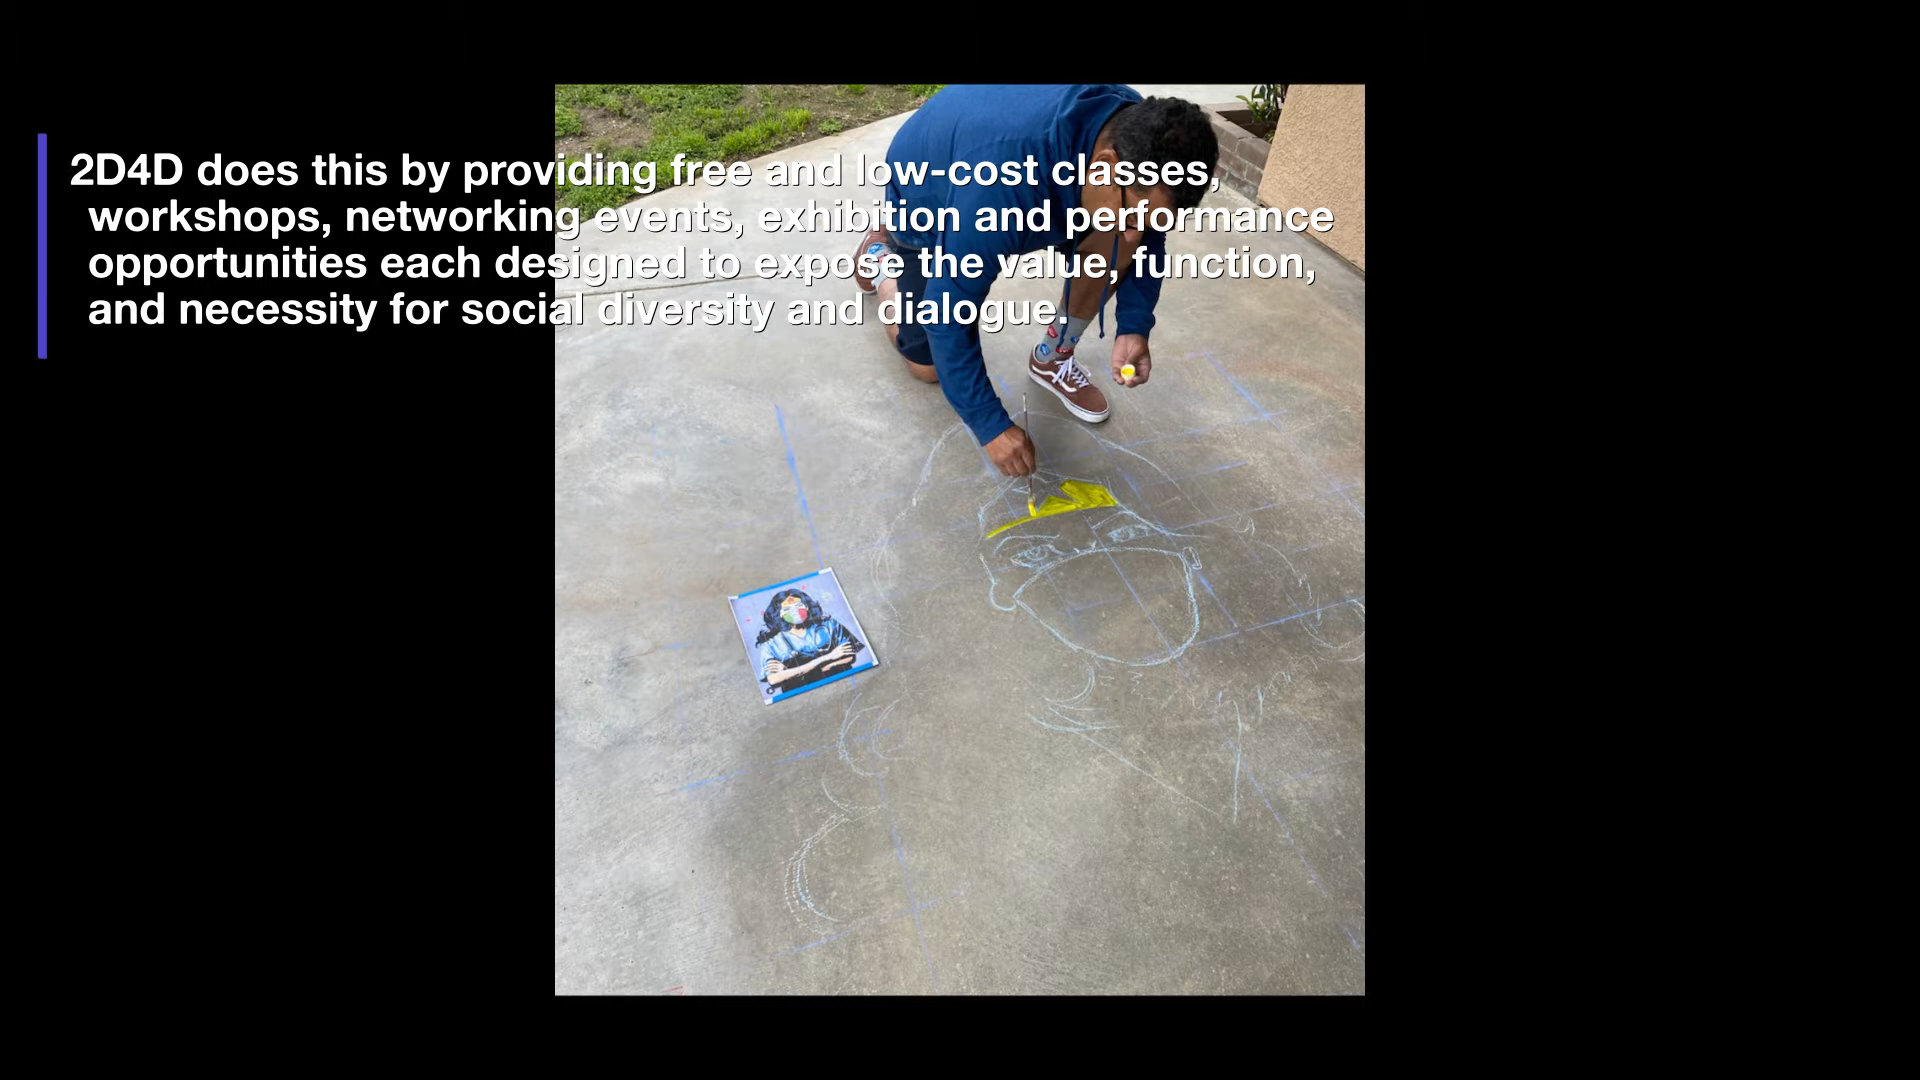 2D4D does this by providing free and low-cost classes,
workshops, networking events, exhibition and performance
opportunities each designed to expose the value, function,
and necessity for social diversity and dialogue.